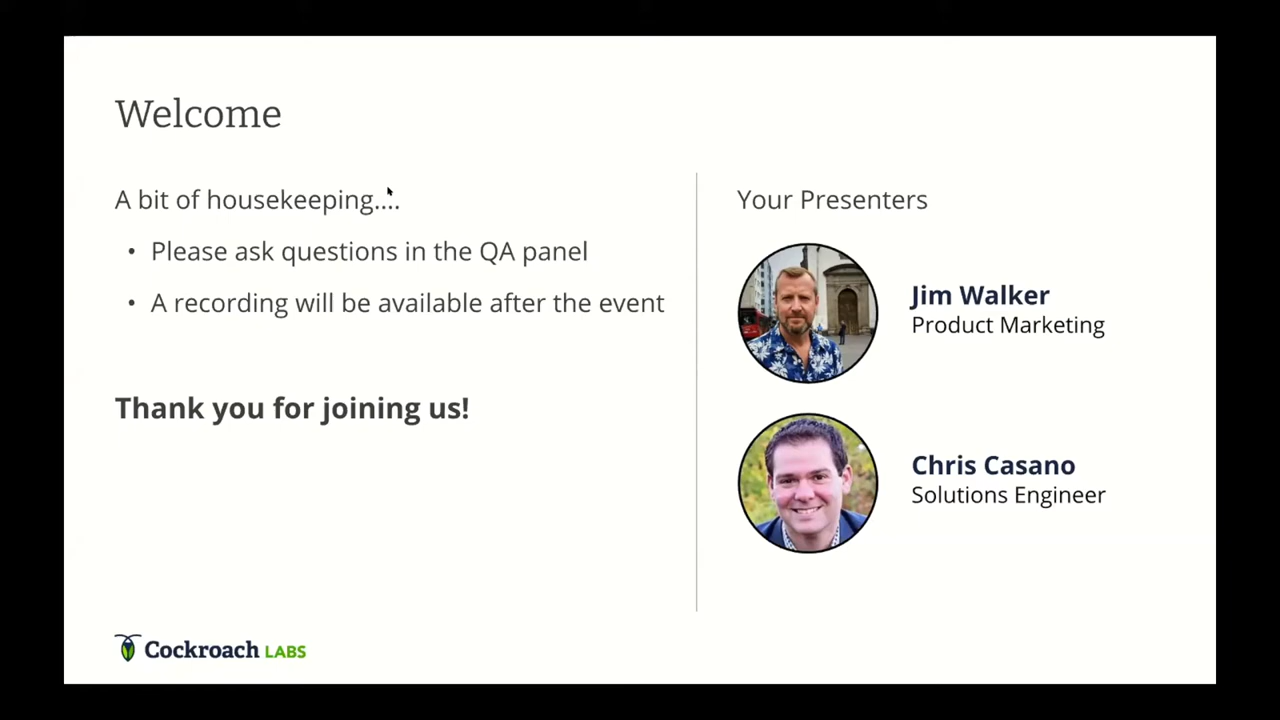 Welcome
A bit of housekeeping....
• Please ask questions in the QA panel
• A recording will be available after the event
Thank you for joining us!
Your Presenters
Jim Walker
Product Marketing
Chris Casano
Solutions Engineer
Cockroach LABS